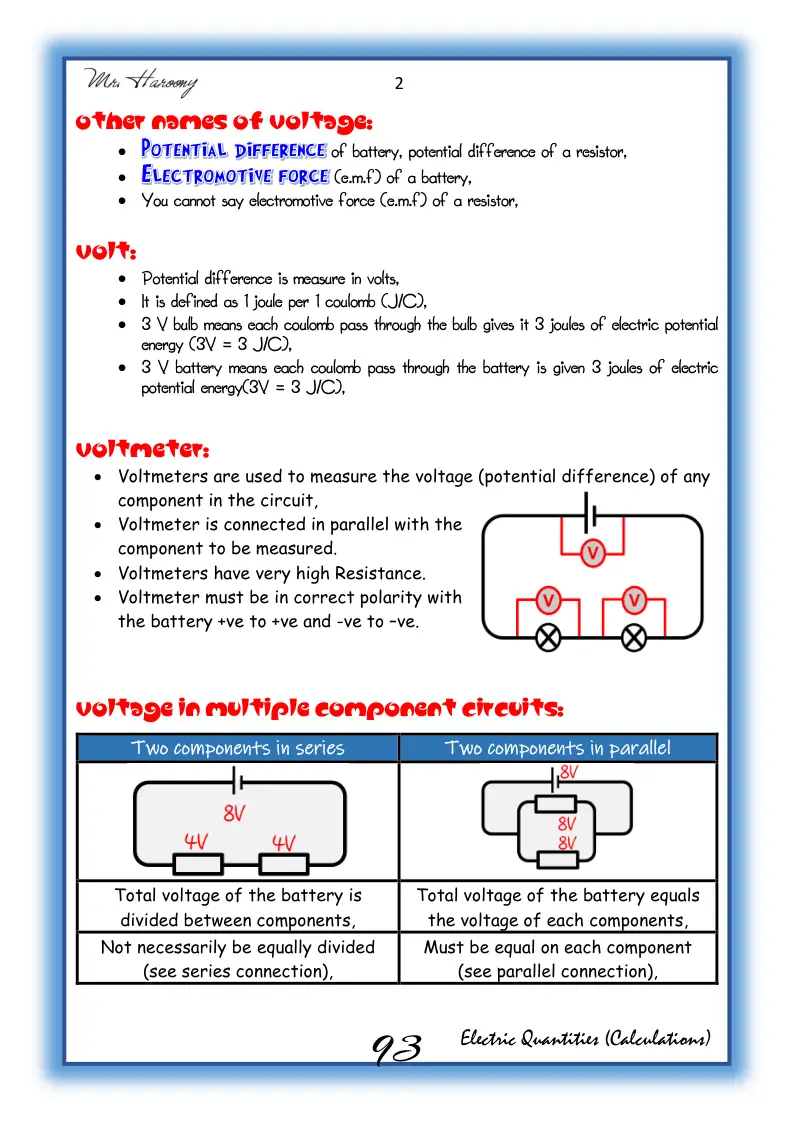 Mr. Haroony
2
other names of voltage:
• Potential difference of battery, potential difference of a resistor,
• Electromotive force (e.m.f) of a battery,
• You cannot say electromotive force (e.m.f) of a resistor,
volt:
• Potential difference is measure in volts,
• It is defined as 1 joule per 1 coulomb (J/C),
• 3 V bulb means each coulomb pass through the bulb gives it 3 joules of electric potential
energy (3V = 3 J/C),
• 3 V battery means each coulomb pass through the battery is given 3 joules of electric
potential energy(3V = 3 J/C),
voltmeter:
• Voltmeters are used to measure the voltage (potential difference) of any
component in the circuit,
• Voltmeter is connected in parallel with the
component to be measured.
• Voltmeters have very high Resistance.
• Voltmeter must be in correct polarity with
the battery +ve to +ve and -ve to –ve.
V
V V
voltage in multiple component circuits:
Two components in series
Two components in parallel
8V
4V 4V
8V
8V
8V
Total voltage of the battery is
divided between components,
Total voltage of the battery equals
the voltage of each components,
Not necessarily be equally divided
(see series connection),
Must be equal on each component
(see parallel connection),
93
Electric Quantities (Calculations)